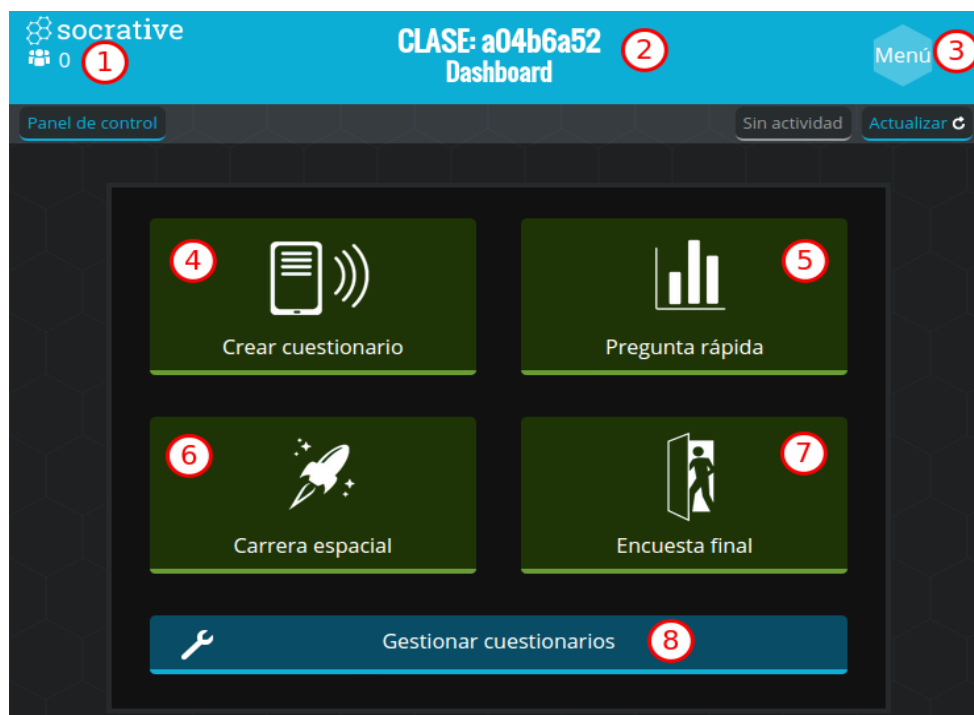 socrative
0 1
CLASE: a04b6a52 2
Dashboard
Menú 3
Panel de control
Sin actividad
Actualizar
4
5
Crear cuestionario
Pregunta rápida
6
7
Carrera espacial
Encuesta final
Gestionar cuestionarios 8